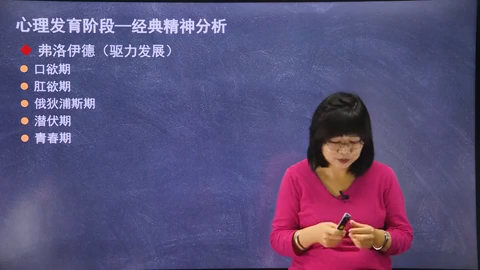 心理发育阶段—经典精神分析
弗洛伊德（驱力发展）
口欲期
肛欲期
俄狄浦斯期
潜伏期
青春期